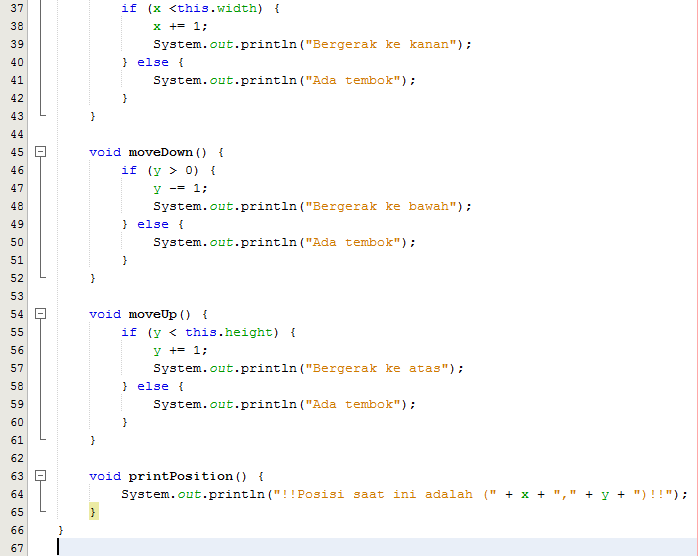 37 if (x <this.width) {
38 x += 1;
39 System.out.println("Bergerak ke kanan");
40 } else {
41 System.out.println("Ada tembok");
42 }
43 }
44
45 void moveDown() {
46 if (y > 0) {
47 y -= 1;
48 System.out.println("Bergerak ke bawah");
49 } else {
50 System.out.println("Ada tembok");
51 }
52 }
53
54 void moveUp() {
55 if (y < this.height) {
56 y += 1;
57 System.out.println("Bergerak ke atas");
58 } else {
59 System.out.println("Ada tembok");
60 }
61 }
62
63 void printPosition() {
64 System.out.println("!!Posisi saat ini adalah (" + x + "," + y + ")!!");
65 }
66 }
67